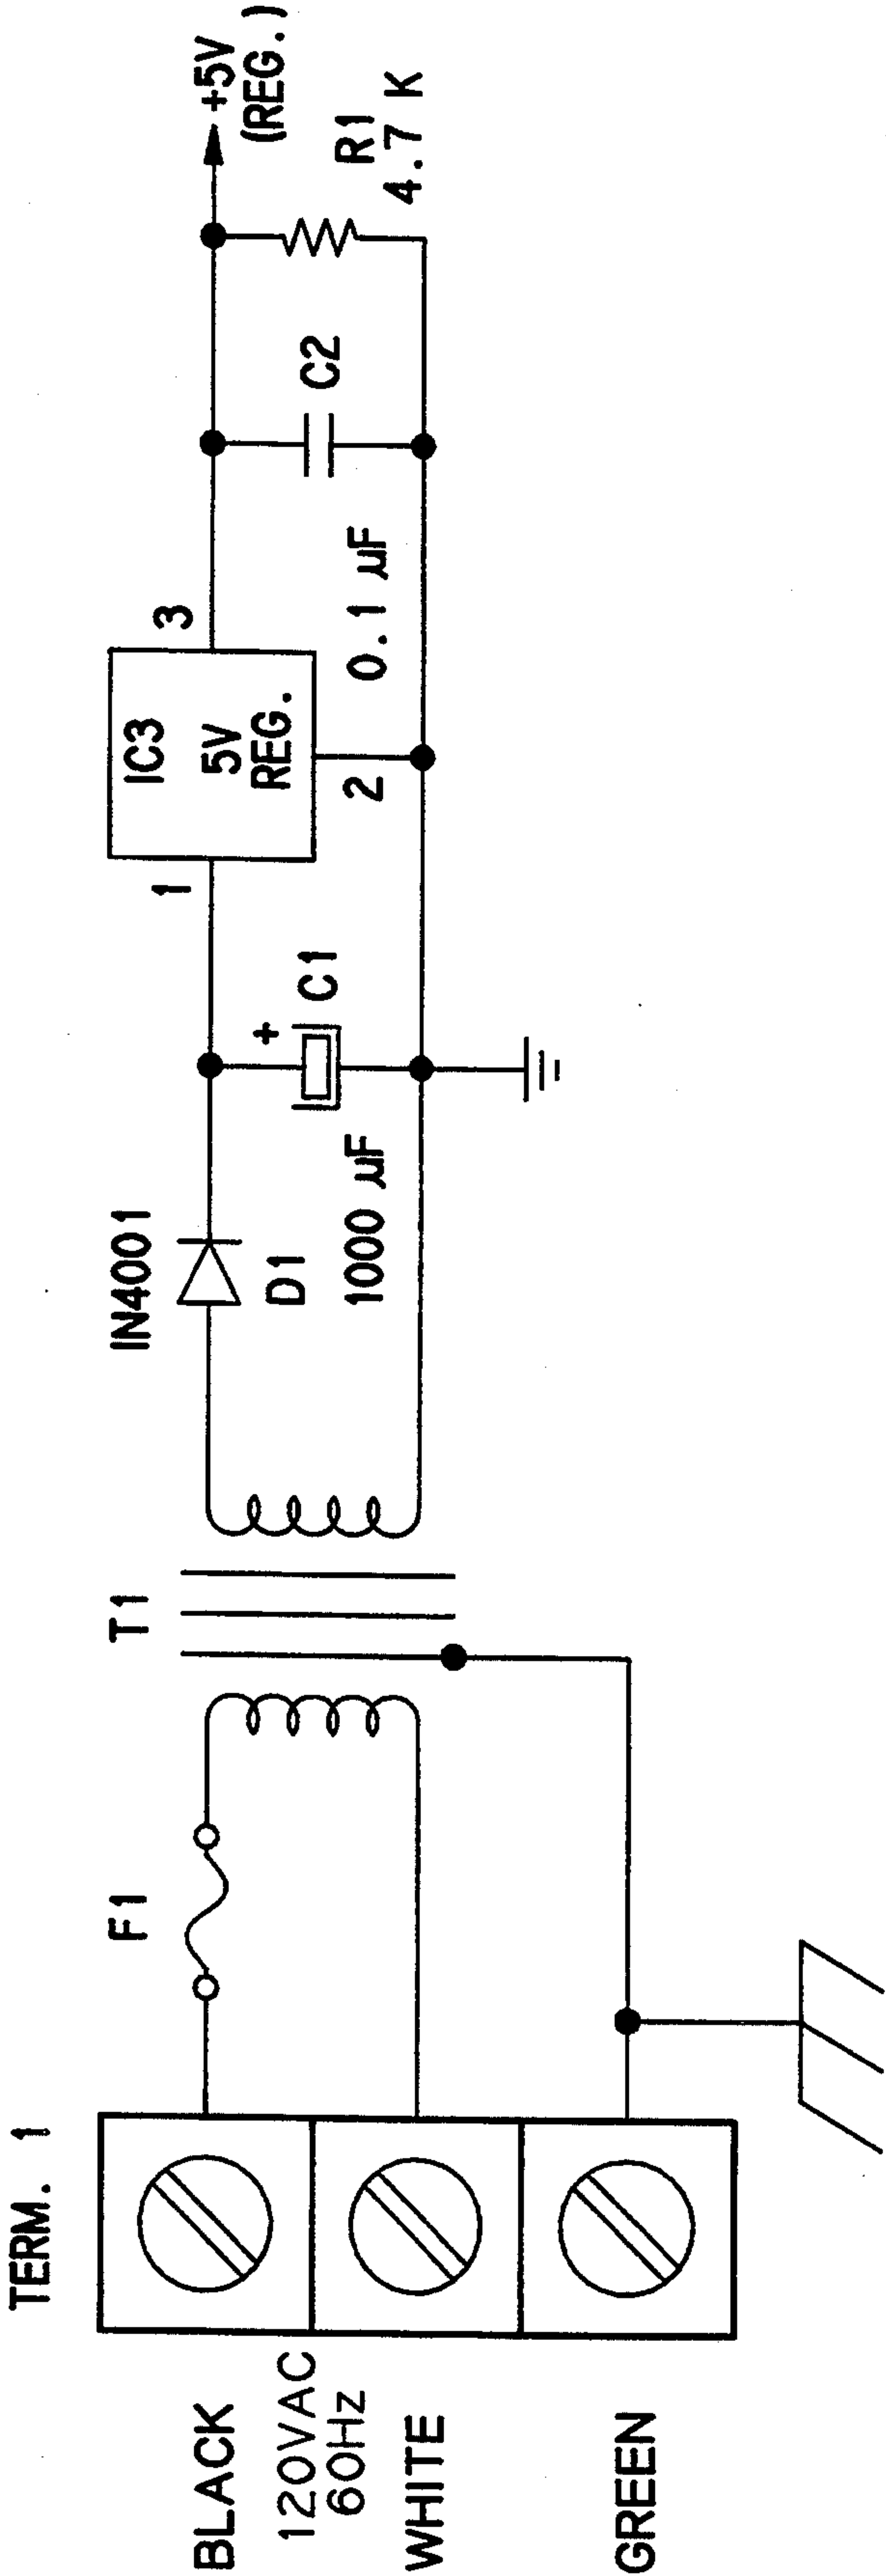 TERM. 1
BLACK
120VAC
60Hz
WHITE
GREEN
F1
T1
IN4001
D1
1000 µF
+
C1
1
IC3
5V
REG.
2
3
0.1 µF
C2
R1
4.7 K
+5V
(REG.)